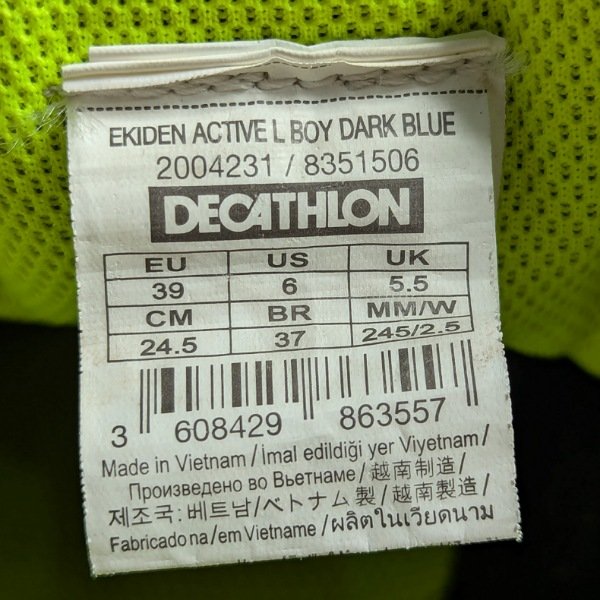 EKIDEN ACTIVE L BOY DARK BLUE
2004231 / 8351506
DECATHLON
EU US UK
39 6 5.5
CM BR MM/W
24.5 37 245/2.5
3 608429 863557
Made in Vietnam / İmal edildiği yer Viyetnam /
Произведено во Вьетнаме / 越南制造 /
제조국: 베트남 / ベトナム製 / 越南製造 /
Fabricado na/em Vietname / ผลิตในเวียดนาม